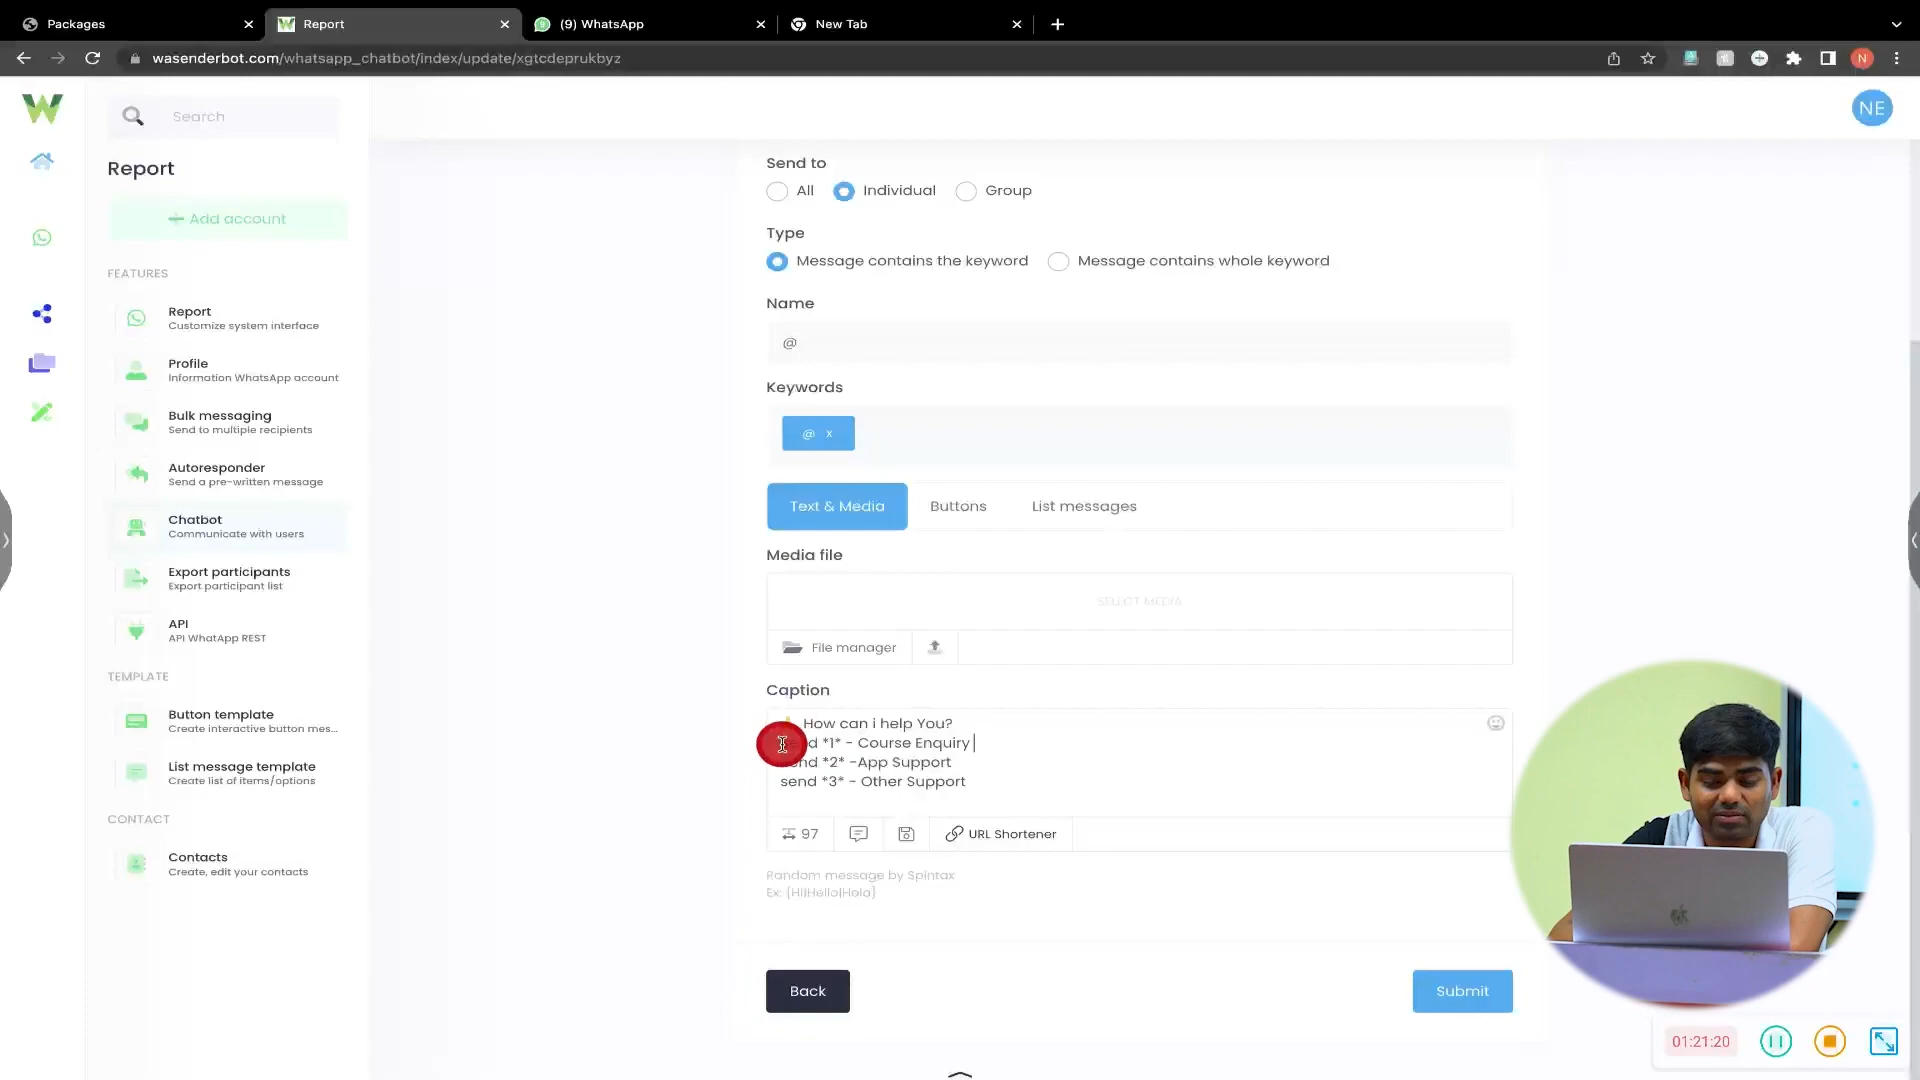 Packages
Report
(9) WhatsApp
New Tab
wasenderbot.com/whatsapp_chatbot/index/update/xgtcdeprukbyz
N
Search
NE
Report
+ Add account
FEATURES
Report
Customize system interface
Profile
Information WhatsApp account
Bulk messaging
Send to multiple recipients
Autoresponder
Send a pre-written message
Chatbot
Communicate with users
Export participants
Export participant list
API
API WhatApp REST
TEMPLATE
Button template
Create interactive button mes...
List message template
Create list of items/options
CONTACT
Contacts
Create, edit your contacts
Send to
All Individual Group
Type
Message contains the keyword Message contains whole keyword
Name
@
Keywords
@ x
Text & Media Buttons List messages
Media file
SELECT MEDIA
File manager
Caption
How can i help You?
*1* - Course Enquiry
*2* -App Support
send *3* - Other Support
97 URL Shortener
Random message by Spintax
Ex: {Hi|Hello|Hola}
Back
Submit
01:21:20